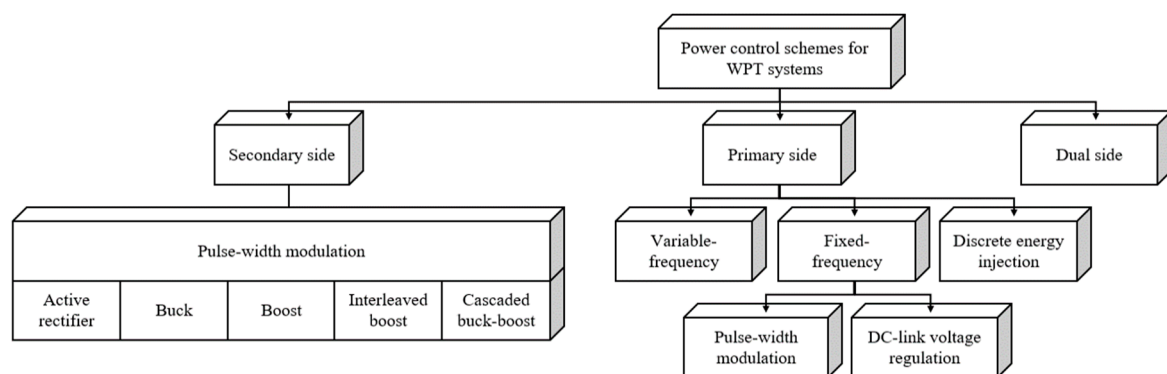 Power control schemes for
WPT systems
Secondary side
Primary side
Dual side
Pulse-width modulation
Active
rectifier
Buck
Boost
Interleaved
boost
Cascaded
buck-boost
Variable-
frequency
Fixed-
frequency
Discrete energy
injection
Pulse-width
modulation
DC-link voltage
regulation